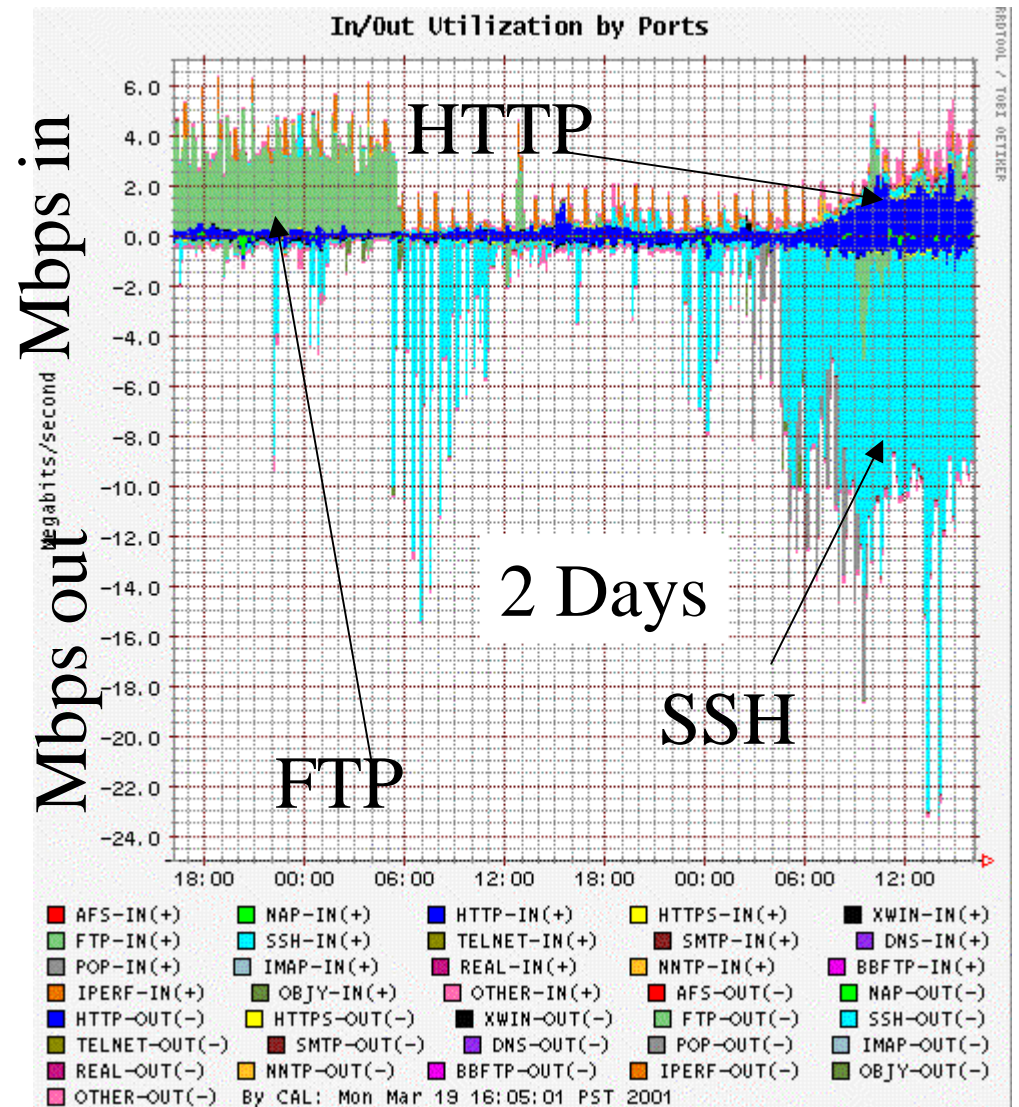 In/Out Utilization by Ports
RRDTOOL / TOBI OETIKER
Mbps in
Mbps out
Megabits/second
6.0
4.0
2.0
0.0
-2.0
-4.0
-6.0
-8.0
-10.0
-12.0
-14.0
-16.0
-18.0
-20.0
-22.0
-24.0
HTTP
2 Days
SSH
FTP
18:00 00:00 06:00 12:00 18:00 00:00 06:00 12:00
AFS-IN(+) NAP-IN(+) HTTP-IN(+) HTTPS-IN(+) XWIN-IN(+)
FTP-IN(+) SSH-IN(+) TELNET-IN(+) SMTP-IN(+) DNS-IN(+)
POP-IN(+) IMAP-IN(+) REAL-IN(+) NNTP-IN(+) BBFTP-IN(+)
IPERF-IN(+) OBJY-IN(+) OTHER-IN(+) AFS-OUT(-) NAP-OUT(-)
HTTP-OUT(-) HTTPS-OUT(-) XWIN-OUT(-) FTP-OUT(-) SSH-OUT(-)
TELNET-OUT(-) SMTP-OUT(-) DNS-OUT(-) POP-OUT(-) IMAP-OUT(-)
REAL-OUT(-) NNTP-OUT(-) BBFTP-OUT(-) IPERF-OUT(-) OBJY-OUT(-)
OTHER-OUT(-) By CAL: Mon Mar 19 16:05:01 PST 2001